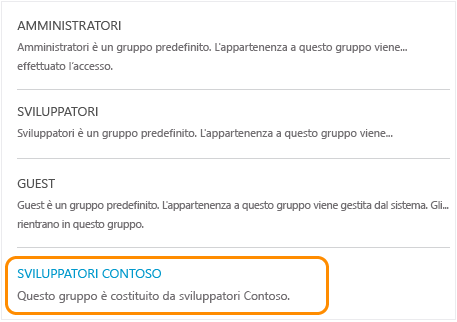 AMMINISTRATORI
Amministratori è un gruppo predefinito. L'appartenenza a questo gruppo viene...
effettuato l'accesso.
SVILUPPATORI
Sviluppatori è un gruppo predefinito. L'appartenenza a questo gruppo viene...
GUEST
Guest è un gruppo predefinito. L'appartenenza a questo gruppo viene gestita dal sistema. Gli...
rientrano in questo gruppo.
SVILUPPATORI CONTOSO
Questo gruppo è costituito da sviluppatori Contoso.